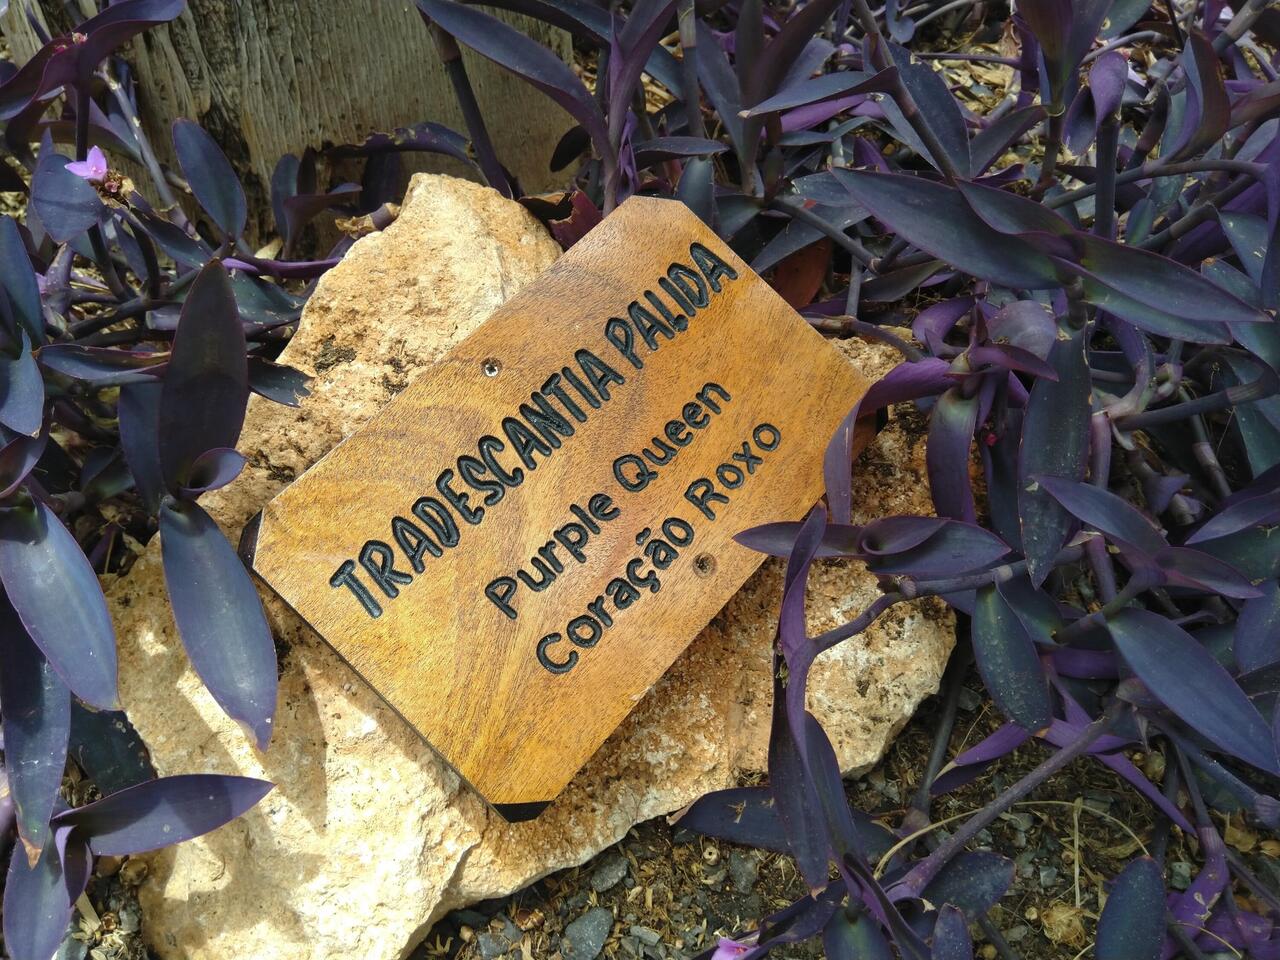 TRADESCANTIA PALIDA
Purple Queen
Coração Roxo